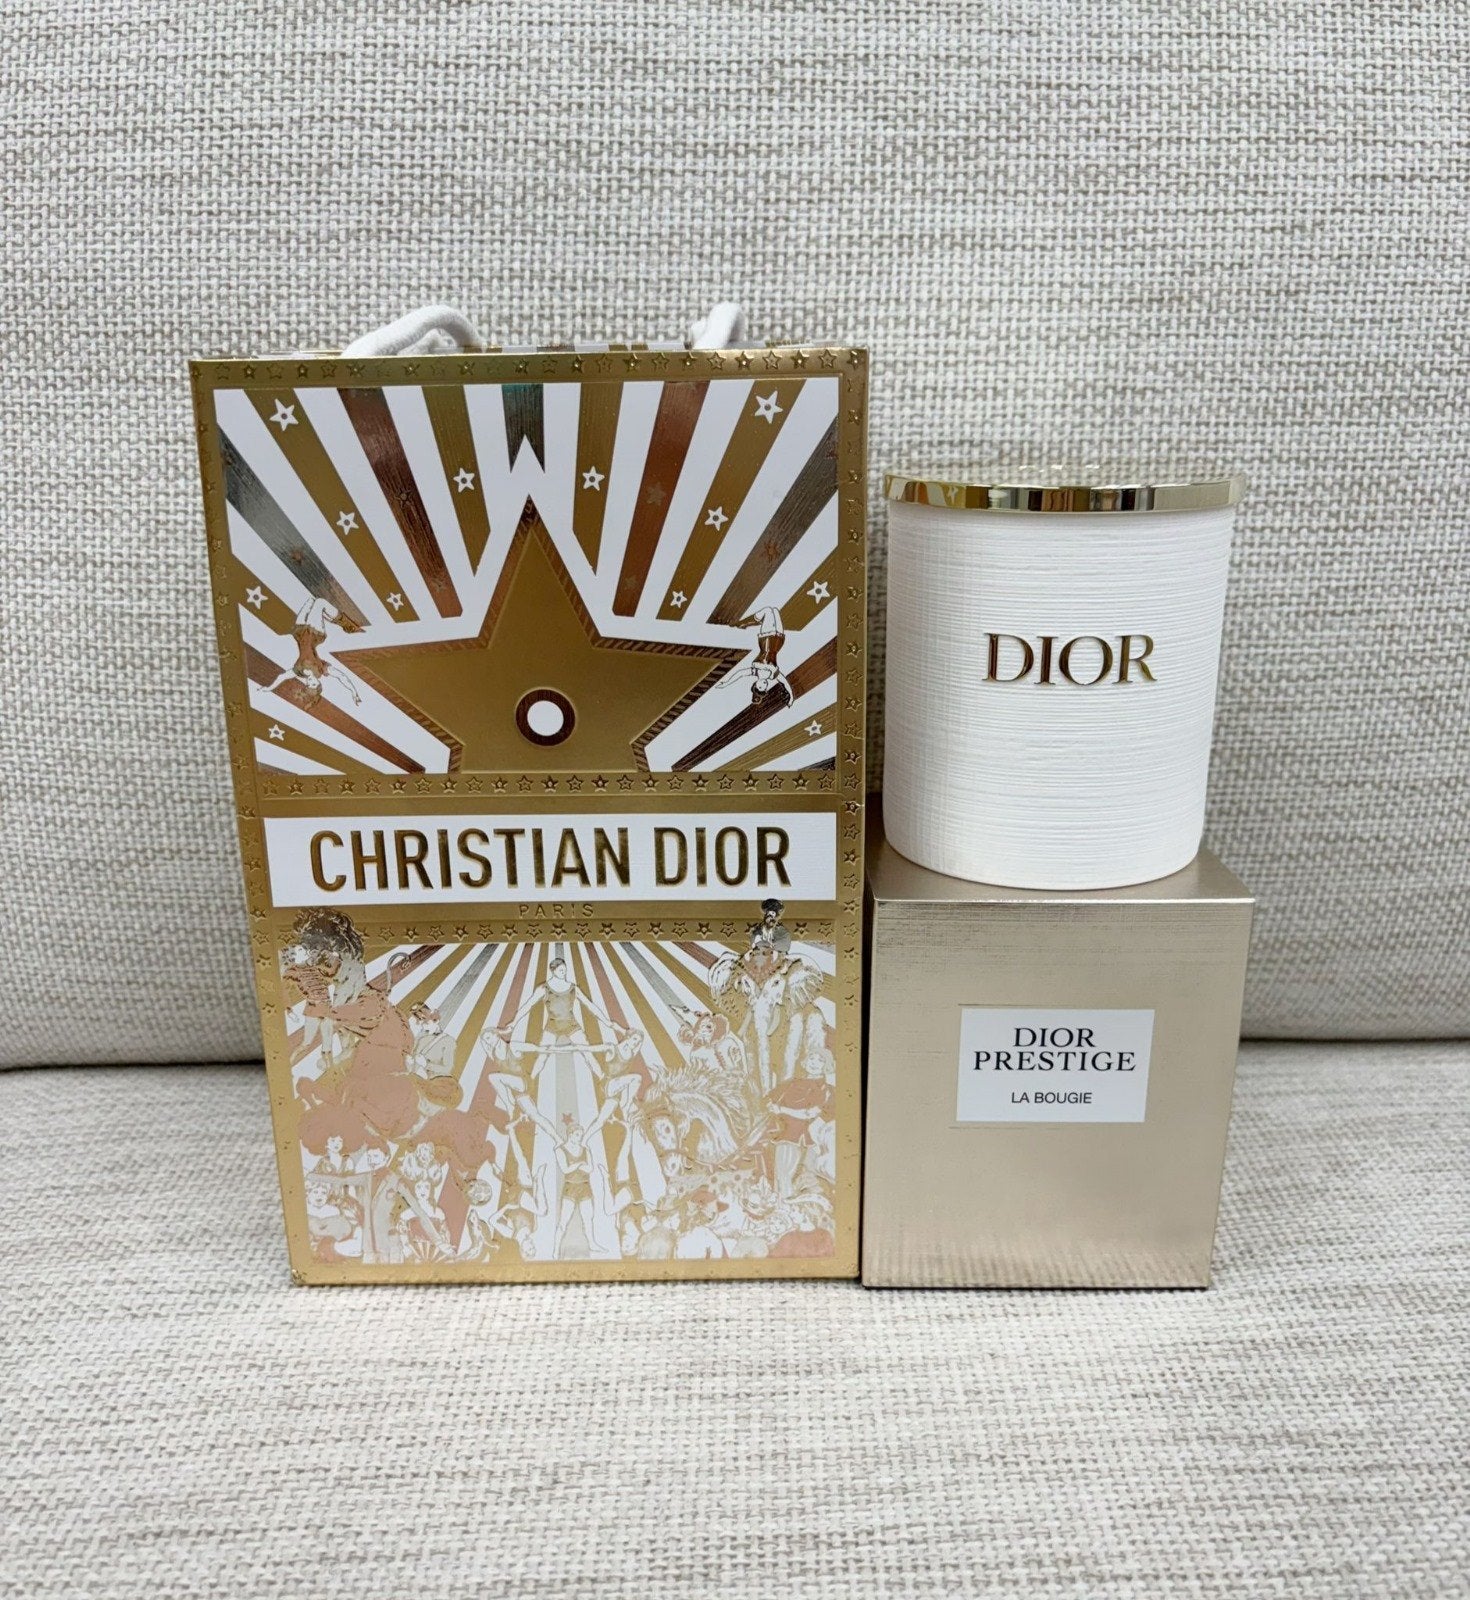 CHRISTIAN DIOR
PARIS
DIOR
DIOR
PRESTIGE
LA BOUGIE